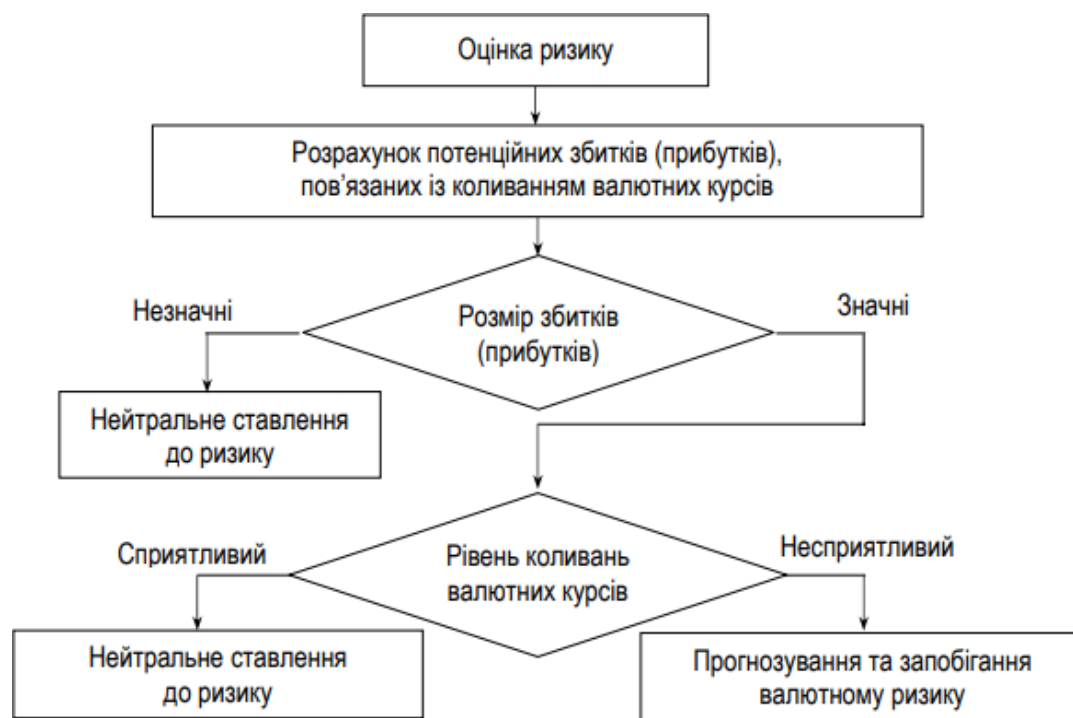 Оцінка ризику
Розрахунок потенційних збитків (прибутків),
пов’язаних із коливанням валютних курсів
Незначні
Значні
Розмір збитків
(прибутків)
Нейтральне ставлення
до ризику
Сприятливий
Несприятливий
Рівень коливань
валютних курсів
Нейтральне ставлення
до ризику
Прогнозування та запобігання
валютному ризику